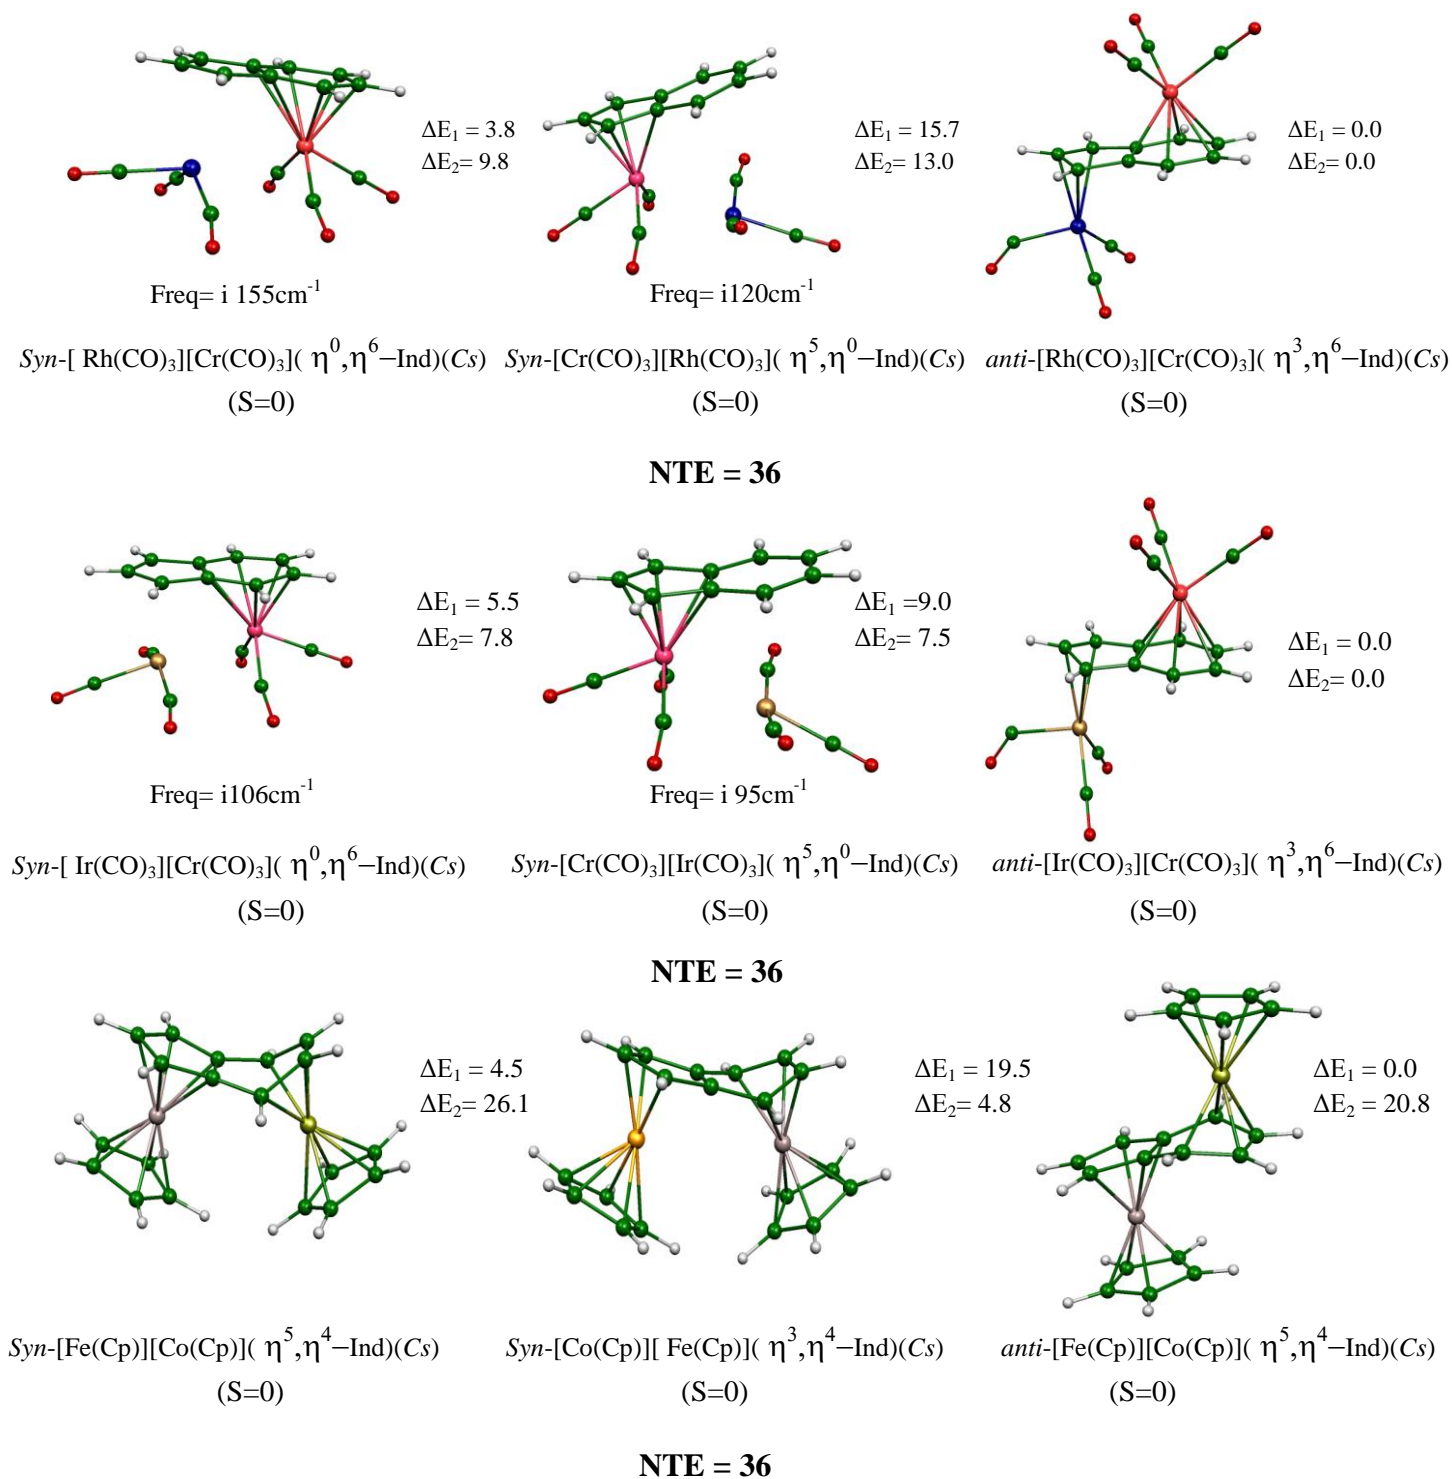 ΔE₁ = 3.8
ΔE₂= 9.8
ΔE₁ = 15.7
ΔE₂= 13.0
ΔE₁ = 0.0
ΔE₂= 0.0
Freq= i 155cm⁻¹
Freq= i120cm⁻¹
Syn-[ Rh(CO)₃][Cr(CO)₃]( η⁰,η⁶–Ind)(Cs)
Syn-[Cr(CO)₃][Rh(CO)₃]( η⁵,η⁰–Ind)(Cs)
anti-[Rh(CO)₃][Cr(CO)₃]( η³,η⁶–Ind)(Cs)
(S=0)
(S=0)
(S=0)
NTE = 36
ΔE₁ = 5.5
ΔE₂= 7.8
ΔE₁ =9.0
ΔE₂= 7.5
ΔE₁ = 0.0
ΔE₂= 0.0
Freq= i106cm⁻¹
Freq= i 95cm⁻¹
Syn-[ Ir(CO)₃][Cr(CO)₃]( η⁰,η⁶–Ind)(Cs)
Syn-[Cr(CO)₃][Ir(CO)₃]( η⁵,η⁰–Ind)(Cs)
anti-[Ir(CO)₃][Cr(CO)₃]( η³,η⁶–Ind)(Cs)
(S=0)
(S=0)
(S=0)
NTE = 36
ΔE₁ = 4.5
ΔE₂= 26.1
ΔE₁ = 19.5
ΔE₂= 4.8
ΔE₁ = 0.0
ΔE₂ = 20.8
Syn-[Fe(Cp)][Co(Cp)]( η⁵,η⁴–Ind)(Cs)
Syn-[Co(Cp)][ Fe(Cp)]( η³,η⁴–Ind)(Cs)
anti-[Fe(Cp)][Co(Cp)]( η⁵,η⁴–Ind)(Cs)
(S=0)
(S=0)
(S=0)
NTE = 36